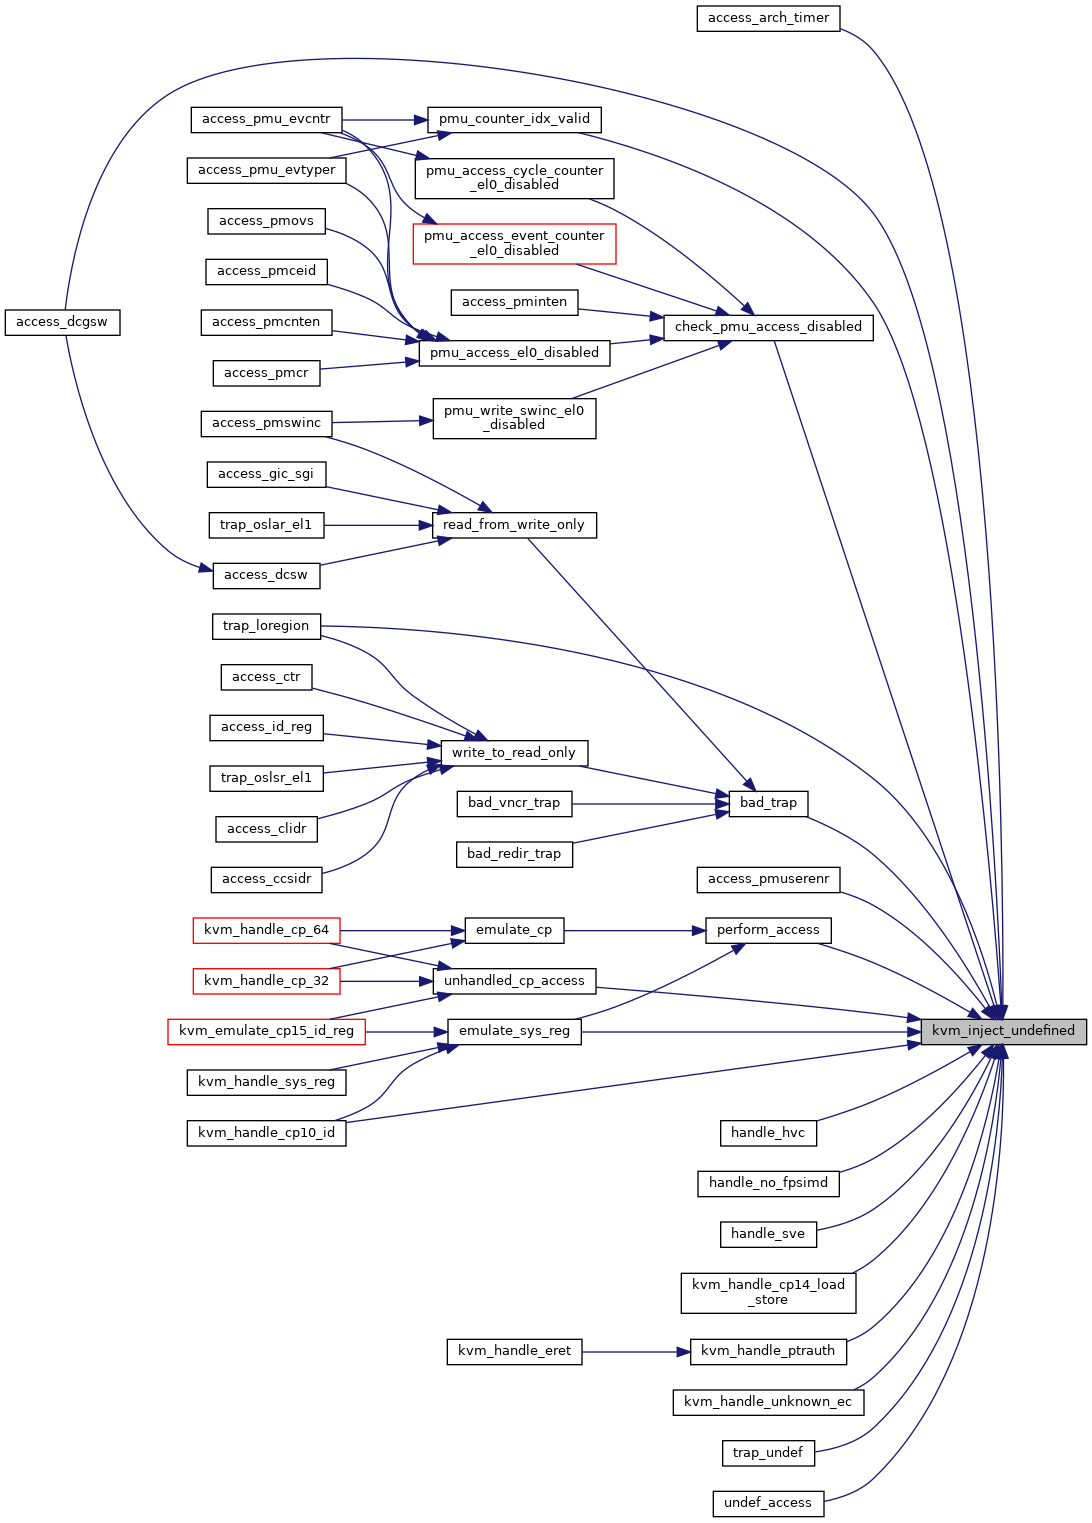 access_arch_timer
access_pmu_evcntr
pmu_counter_idx_valid
access_pmu_evtyper
pmu_access_cycle_counter
_el0_disabled
access_pmovs
pmu_access_event_counter
_el0_disabled
access_pmceid
access_pminten
access_dcgsw
access_pmcnten
check_pmu_access_disabled
pmu_access_el0_disabled
access_pmcr
pmu_write_swinc_el0
_disabled
access_pmswinc
access_gic_sgi
trap_oslar_el1
read_from_write_only
access_dcsw
trap_loregion
access_ctr
access_id_reg
write_to_read_only
trap_oslsr_el1
bad_vncr_trap
bad_trap
access_clidr
bad_redir_trap
access_ccsidr
access_pmuserenr
kvm_handle_cp_64
emulate_cp
perform_access
kvm_handle_cp_32
unhandled_cp_access
kvm_emulate_cp15_id_reg
emulate_sys_reg
kvm_inject_undefined
kvm_handle_sys_reg
kvm_handle_cp10_id
handle_hvc
handle_no_fpsimd
handle_sve
kvm_handle_cp14_load
_store
kvm_handle_eret
kvm_handle_ptrauth
kvm_handle_unknown_ec
trap_undef
undef_access